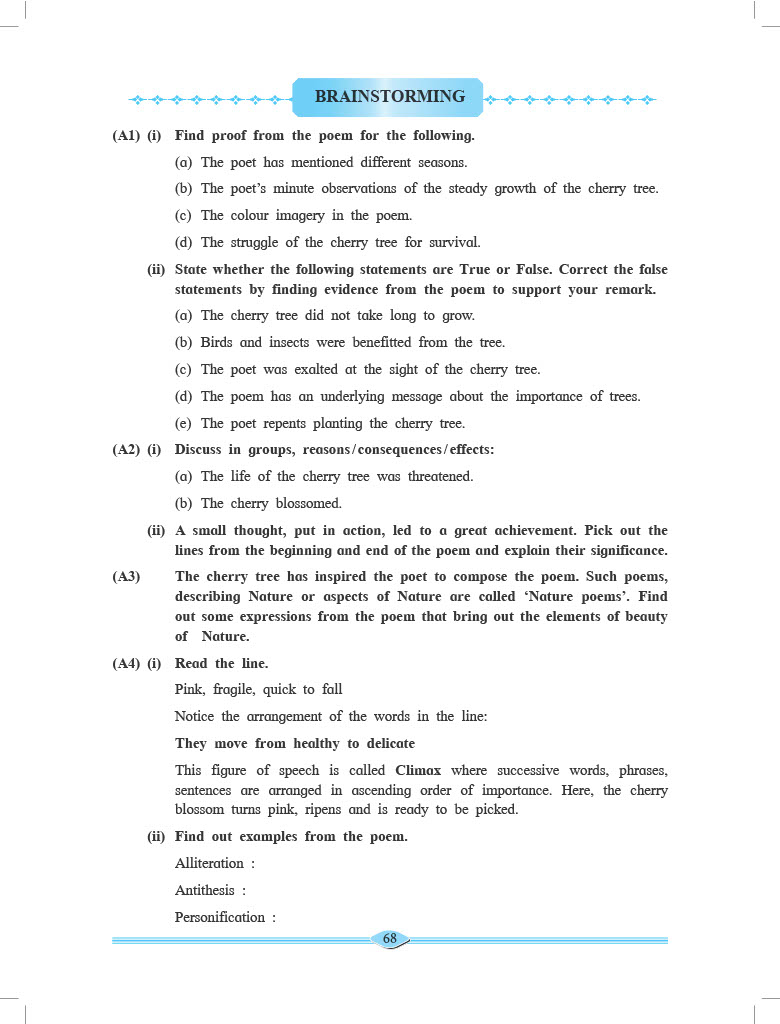 BRAINSTORMING
(A1) (i) Find proof from the poem for the following.
(a) The poet has mentioned different seasons.
(b) The poet's minute observations of the steady growth of the cherry tree.
(c) The colour imagery in the poem.
(d) The struggle of the cherry tree for survival.
(ii) State whether the following statements are True or False. Correct the false
statements by finding evidence from the poem to support your remark.
(a) The cherry tree did not take long to grow.
(b) Birds and insects were benefitted from the tree.
(c) The poet was exalted at the sight of the cherry tree.
(d) The poem has an underlying message about the importance of trees.
(e) The poet repents planting the cherry tree.
(A2) (i) Discuss in groups, reasons/consequences/effects:
(a) The life of the cherry tree was threatened.
(b) The cherry blossomed.
(ii) A small thought, put in action, led to a great achievement. Pick out the
lines from the beginning and end of the poem and explain their significance.
(A3) The cherry tree has inspired the poet to compose the poem. Such poems,
describing Nature or aspects of Nature are called ‘Nature poems’. Find
out some expressions from the poem that bring out the elements of beauty
of Nature.
(A4) (i) Read the line.
Pink, fragile, quick to fall
Notice the arrangement of the words in the line:
They move from healthy to delicate
This figure of speech is called Climax where successive words, phrases,
sentences are arranged in ascending order of importance. Here, the cherry
blossom turns pink, ripens and is ready to be picked.
(ii) Find out examples from the poem.
Alliteration :
Antithesis :
Personification :
68